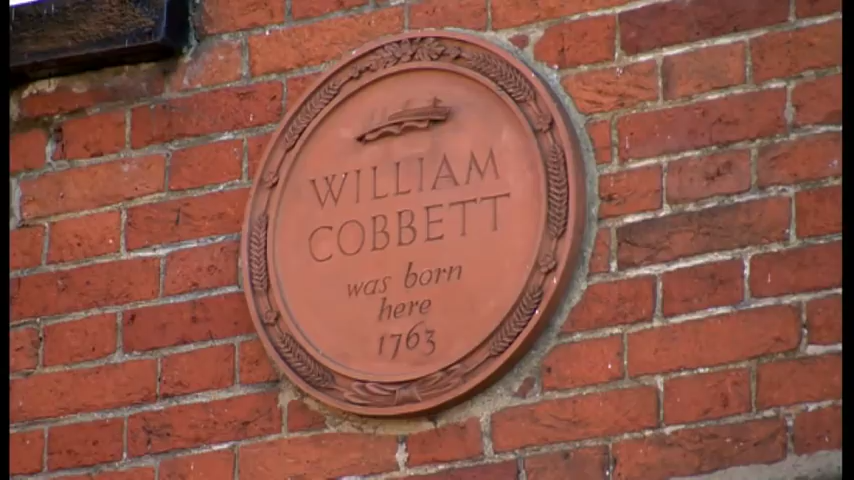 WILLIAM
COBBETT
was born
here
1763